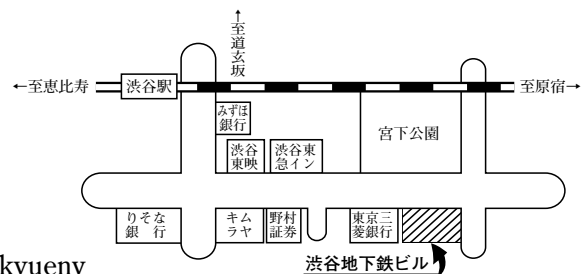 ↑至道玄坂
←至恵比寿
渋谷駅
至原宿→
みずほ
銀行
宮下公園
渋谷
東映
渋谷東
急イン
りそな
銀行
キム
ラヤ
野村
証券
東京三
菱銀行
渋谷地下鉄ビル
kyueny